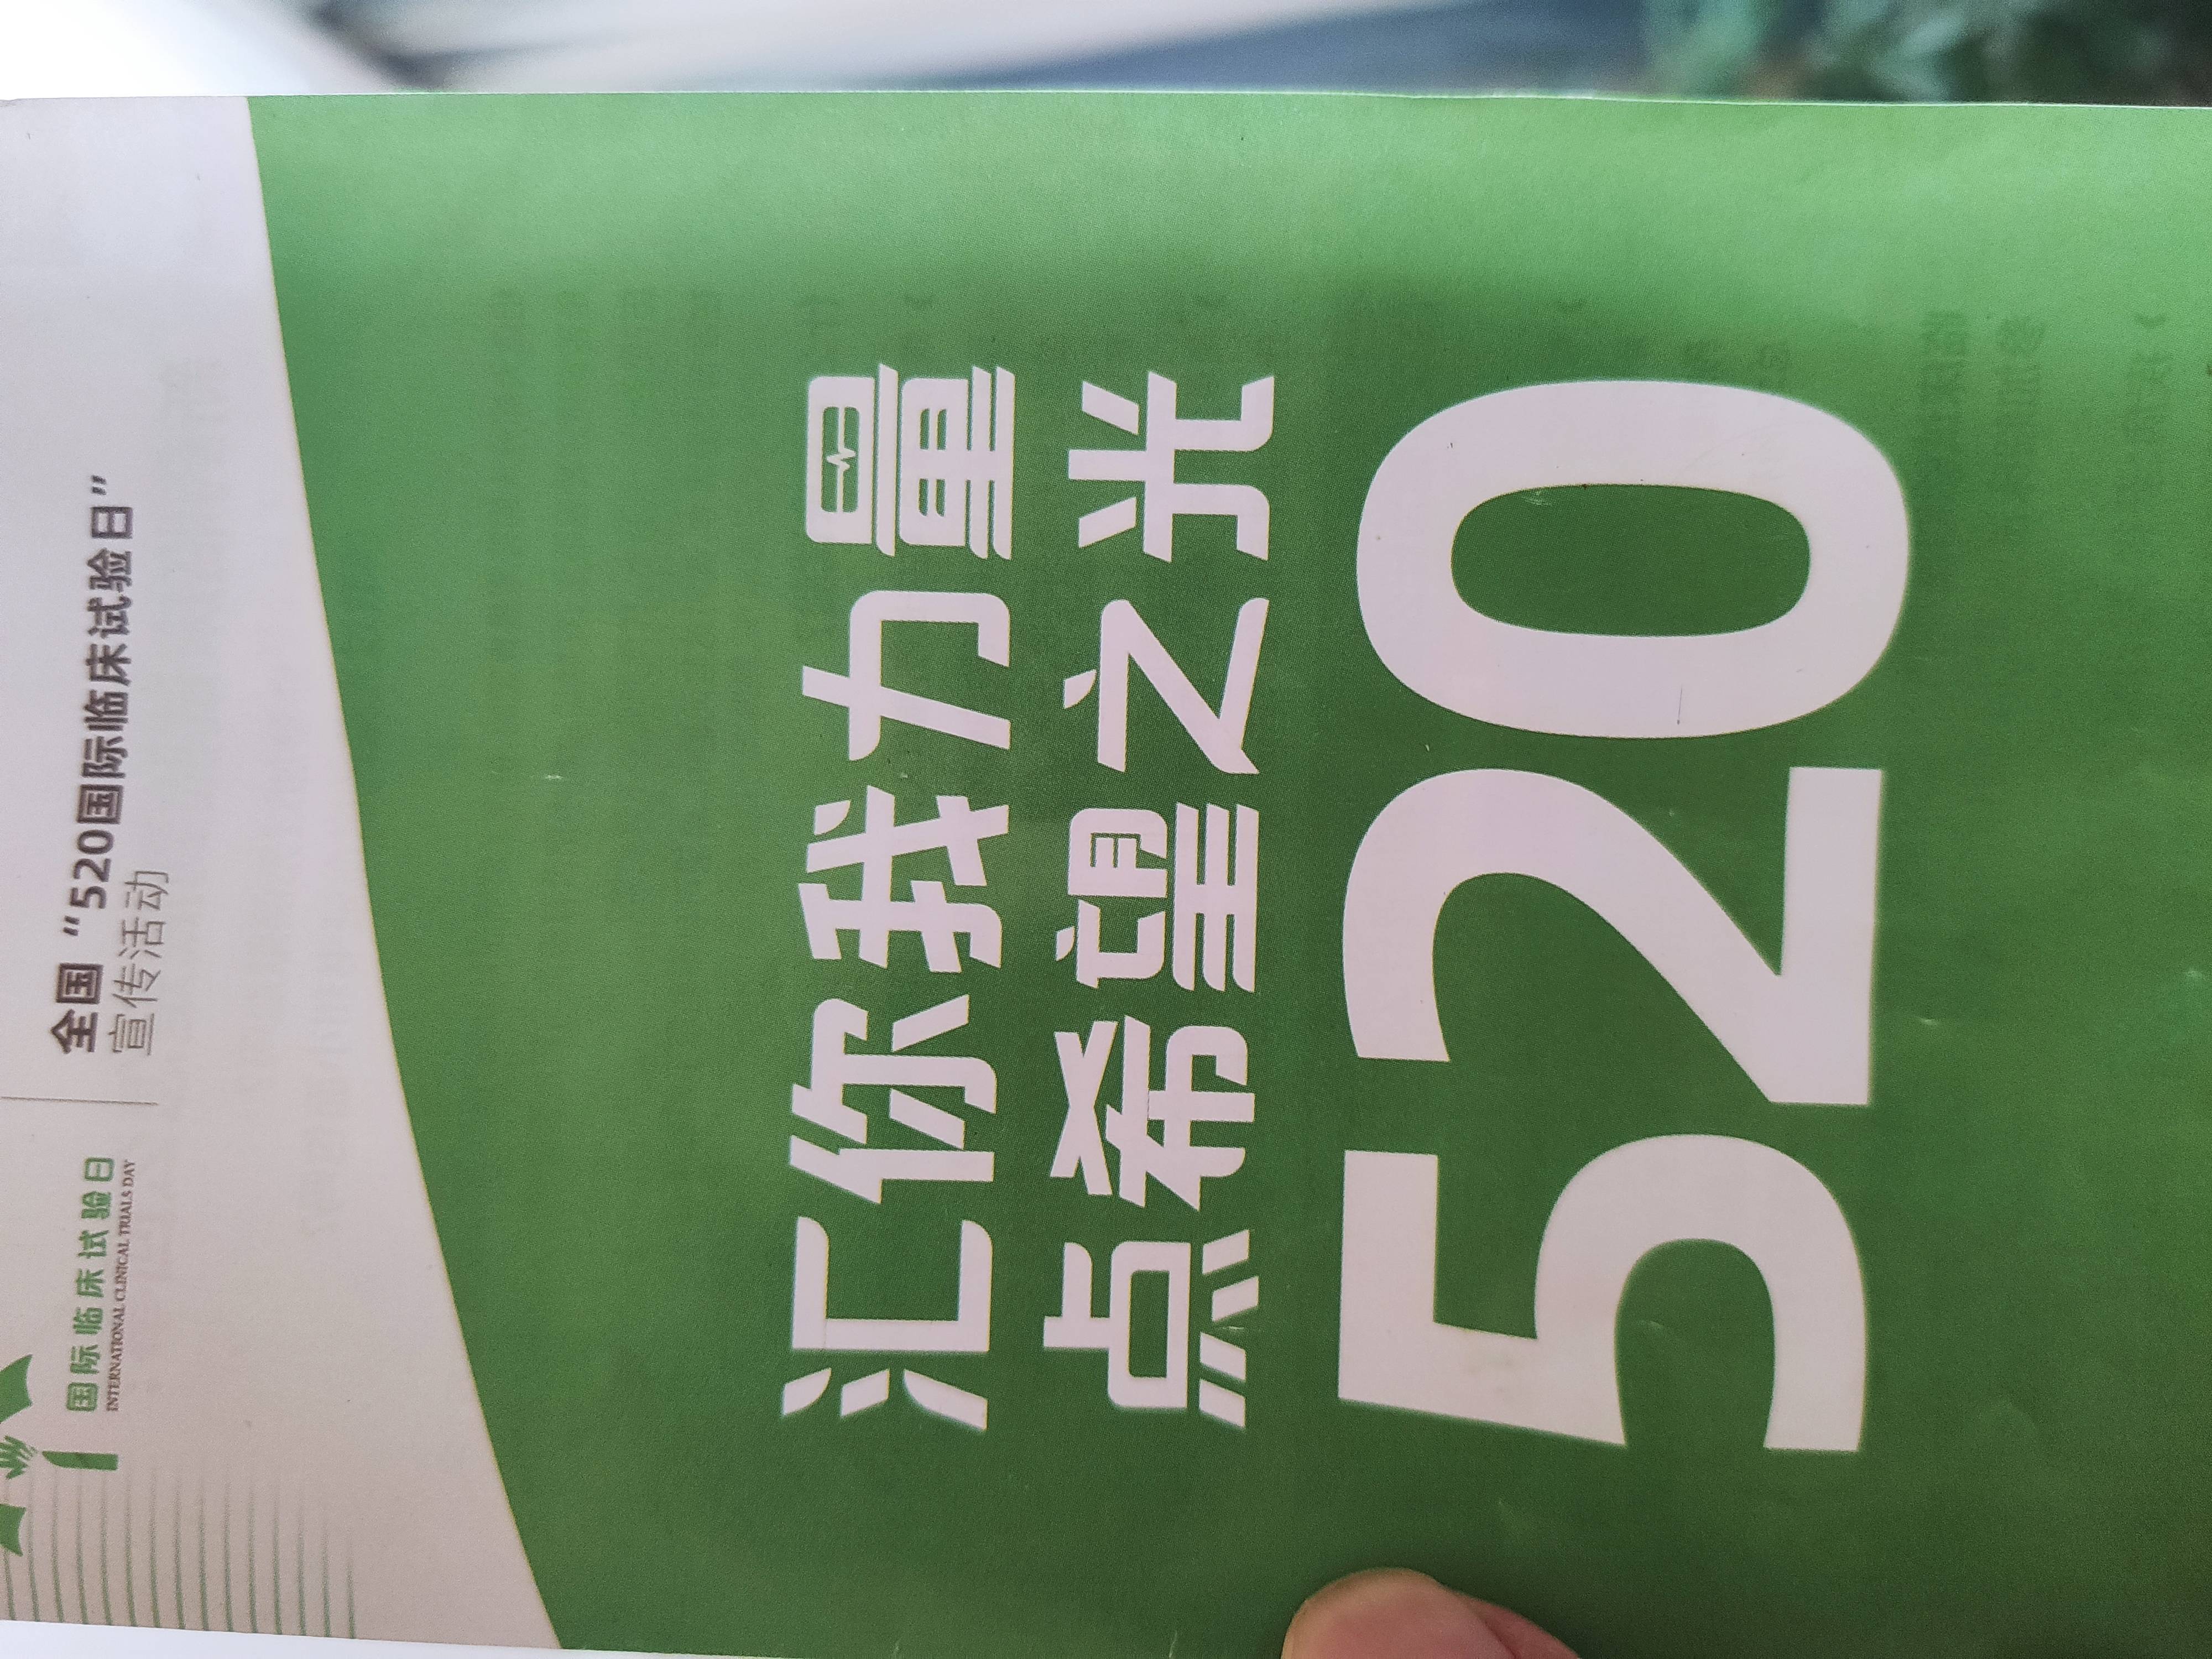 国际临床试验日
INTERNATIONAL CLINICAL TRIALS DAY
全国“520国际临床试验日”
宣传活动
汇你我力量
点希望之光
520